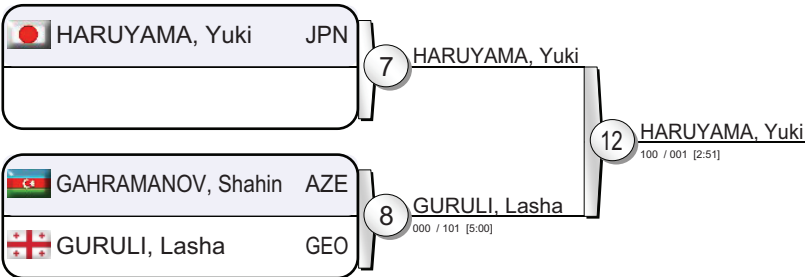 HARUYAMA, Yuki JPN
7
HARUYAMA, Yuki
12
HARUYAMA, Yuki
100 / 001 [2:51]
GAHRAMANOV, Shahin AZE
GURULI, Lasha GEO
8
GURULI, Lasha
000 / 101 [5:00]